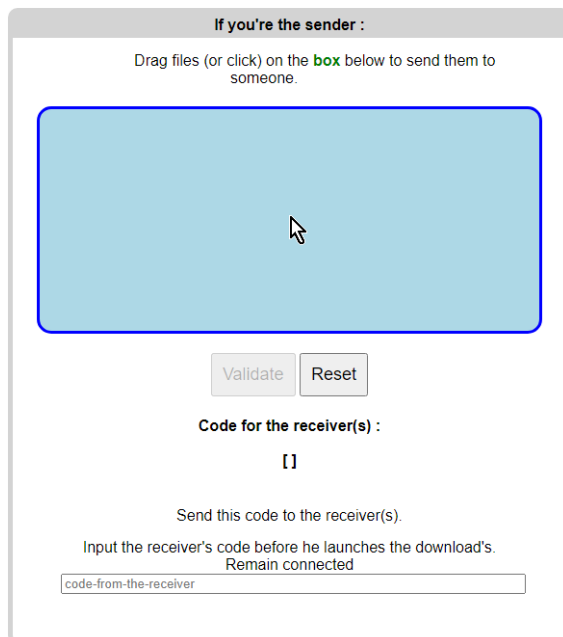 If you're the sender :
Drag files (or click) on the box below to send them to
someone.
Validate
Reset
Code for the receiver(s) :
[ ]
Send this code to the receiver(s).
Input the receiver's code before he launches the download's.
Remain connected
code-from-the-receiver